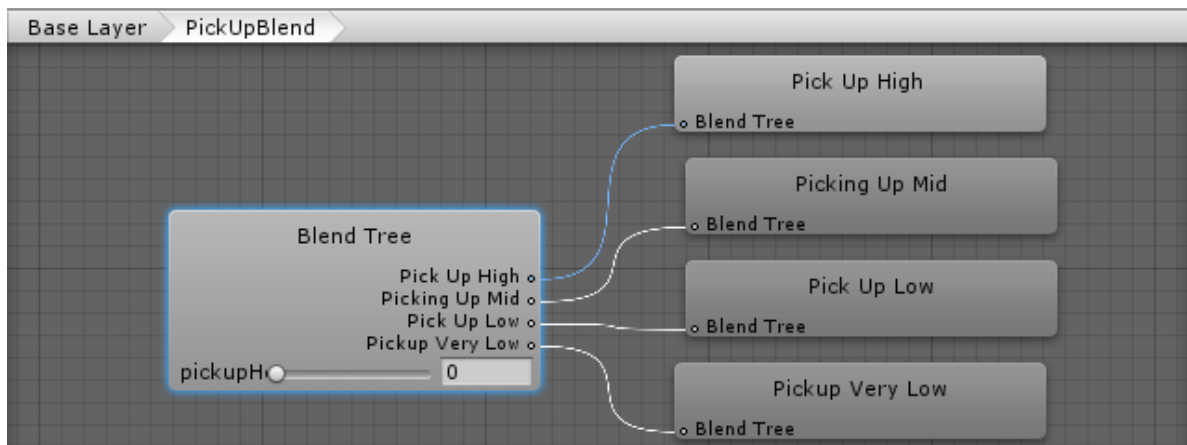 Base Layer
PickUpBlend
Pick Up High
Blend Tree
Picking Up Mid
Blend Tree
Blend Tree
Pick Up High
Picking Up Mid
Pick Up Low
Pickup Very Low
0
Pick Up Low
Blend Tree
Pickup Very Low
Blend Tree